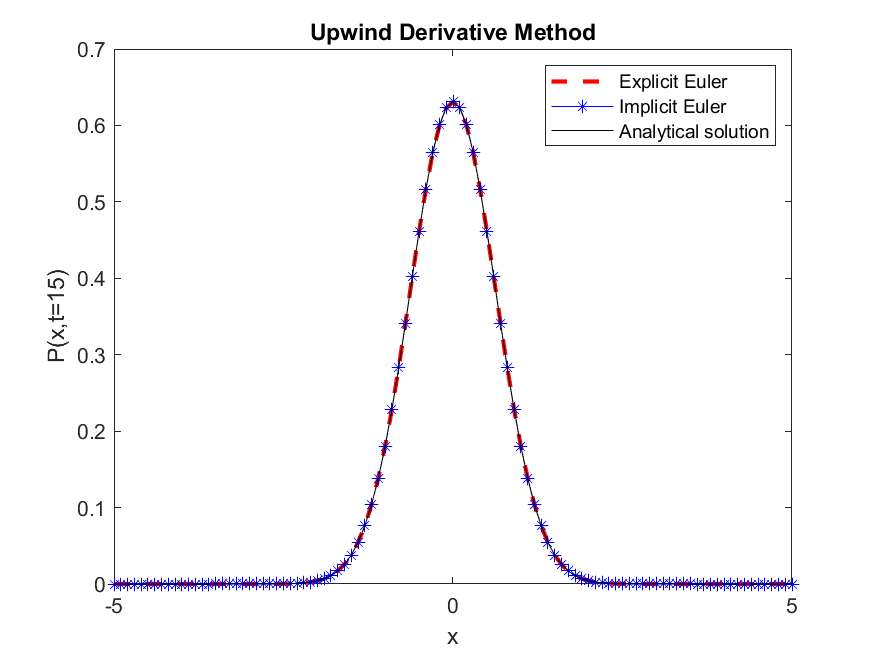 Upwind Derivative Method
0.7
0.6
0.5
0.4
0.3
0.2
0.1
0
P(x,t=15)
Explicit Euler
Implicit Euler
Analytical solution
-5
0
5
x